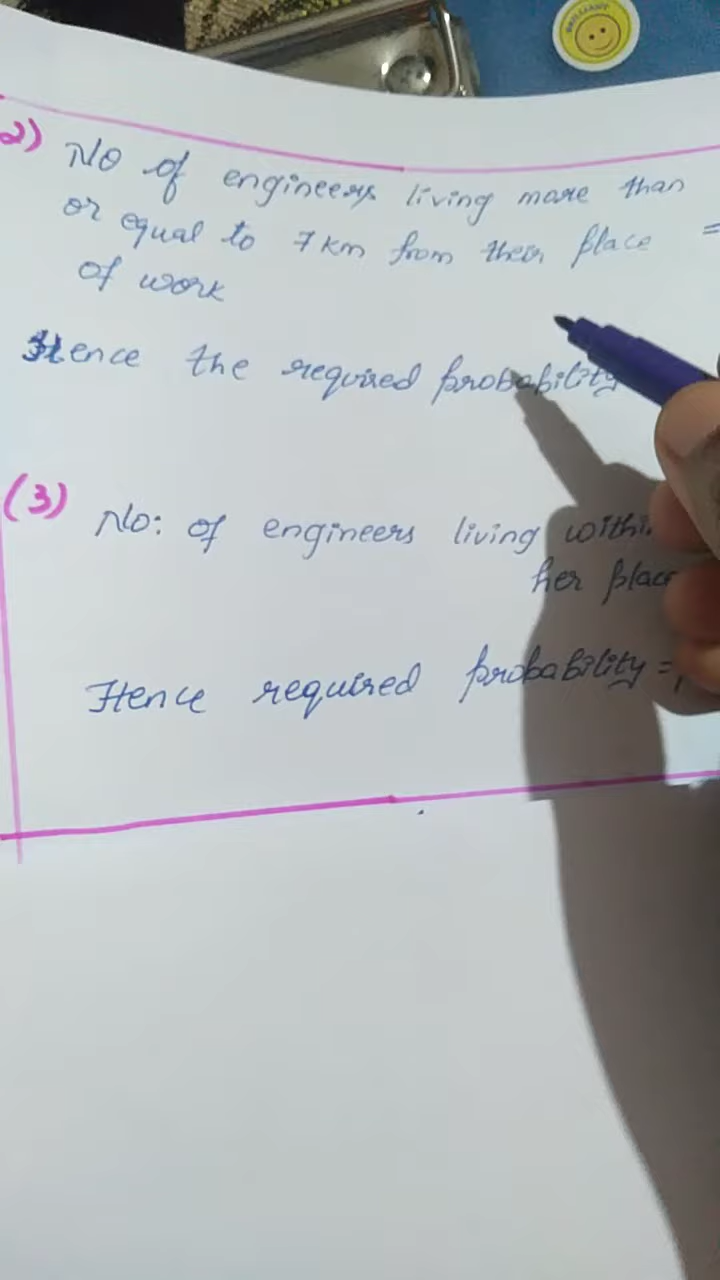 BRILLIANT
2) No of engineers living more than
or equal to 7 km from their place =
of work
Hence the required probability
(3) No: of engineers living
her
Hence required probability =